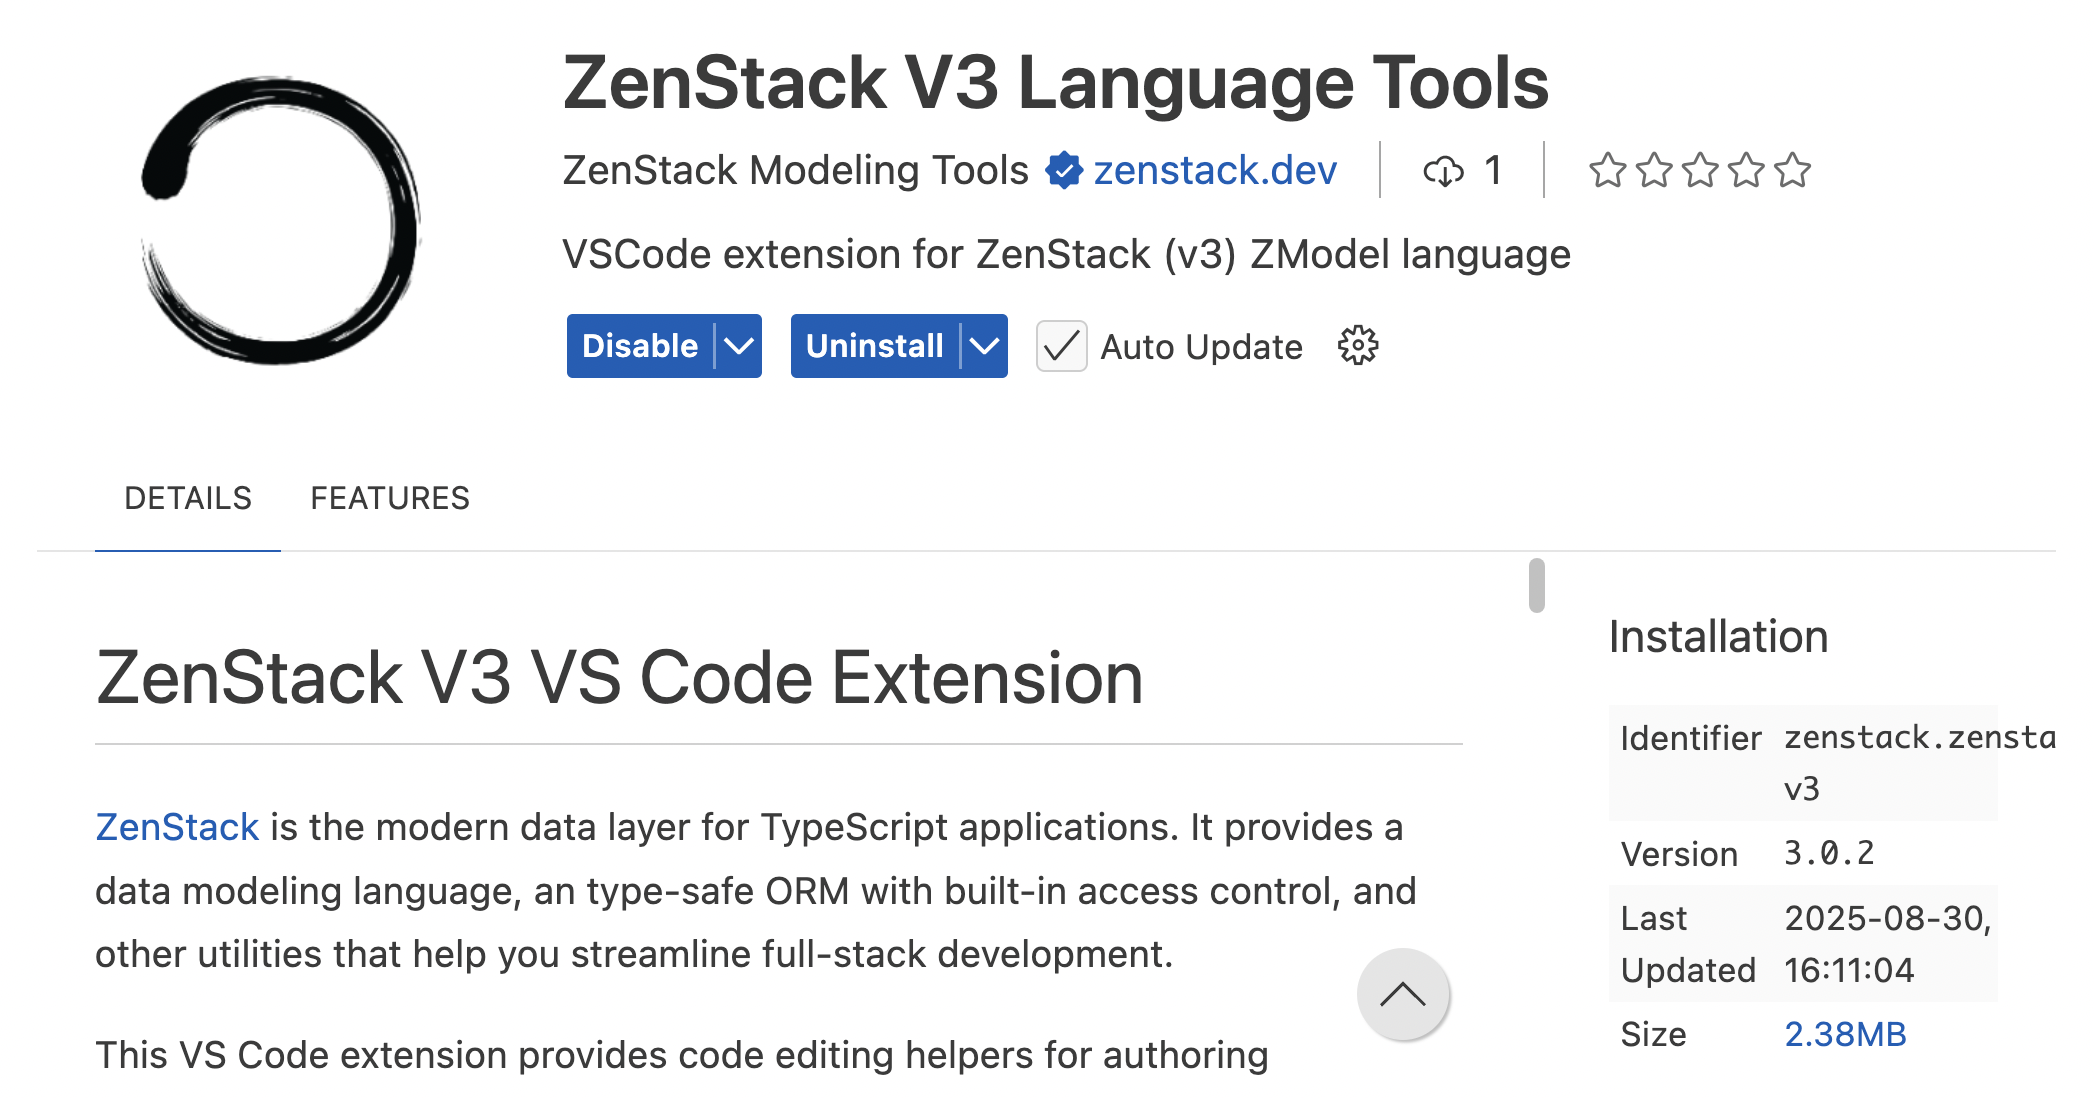 ZenStack V3 Language Tools
ZenStack Modeling Tools zenstack.dev 1
VSCode extension for ZenStack (v3) ZModel language
Disable Uninstall Auto Update
DETAILS FEATURES
ZenStack V3 VS Code Extension
ZenStack is the modern data layer for TypeScript applications. It provides a
data modeling language, an type-safe ORM with built-in access control, and
other utilities that help you streamline full-stack development.
This VS Code extension provides code editing helpers for authoring
Installation
Identifier zenstack.zensta
v3
Version 3.0.2
Last 2025-08-30,
Updated 16:11:04
Size 2.38MB